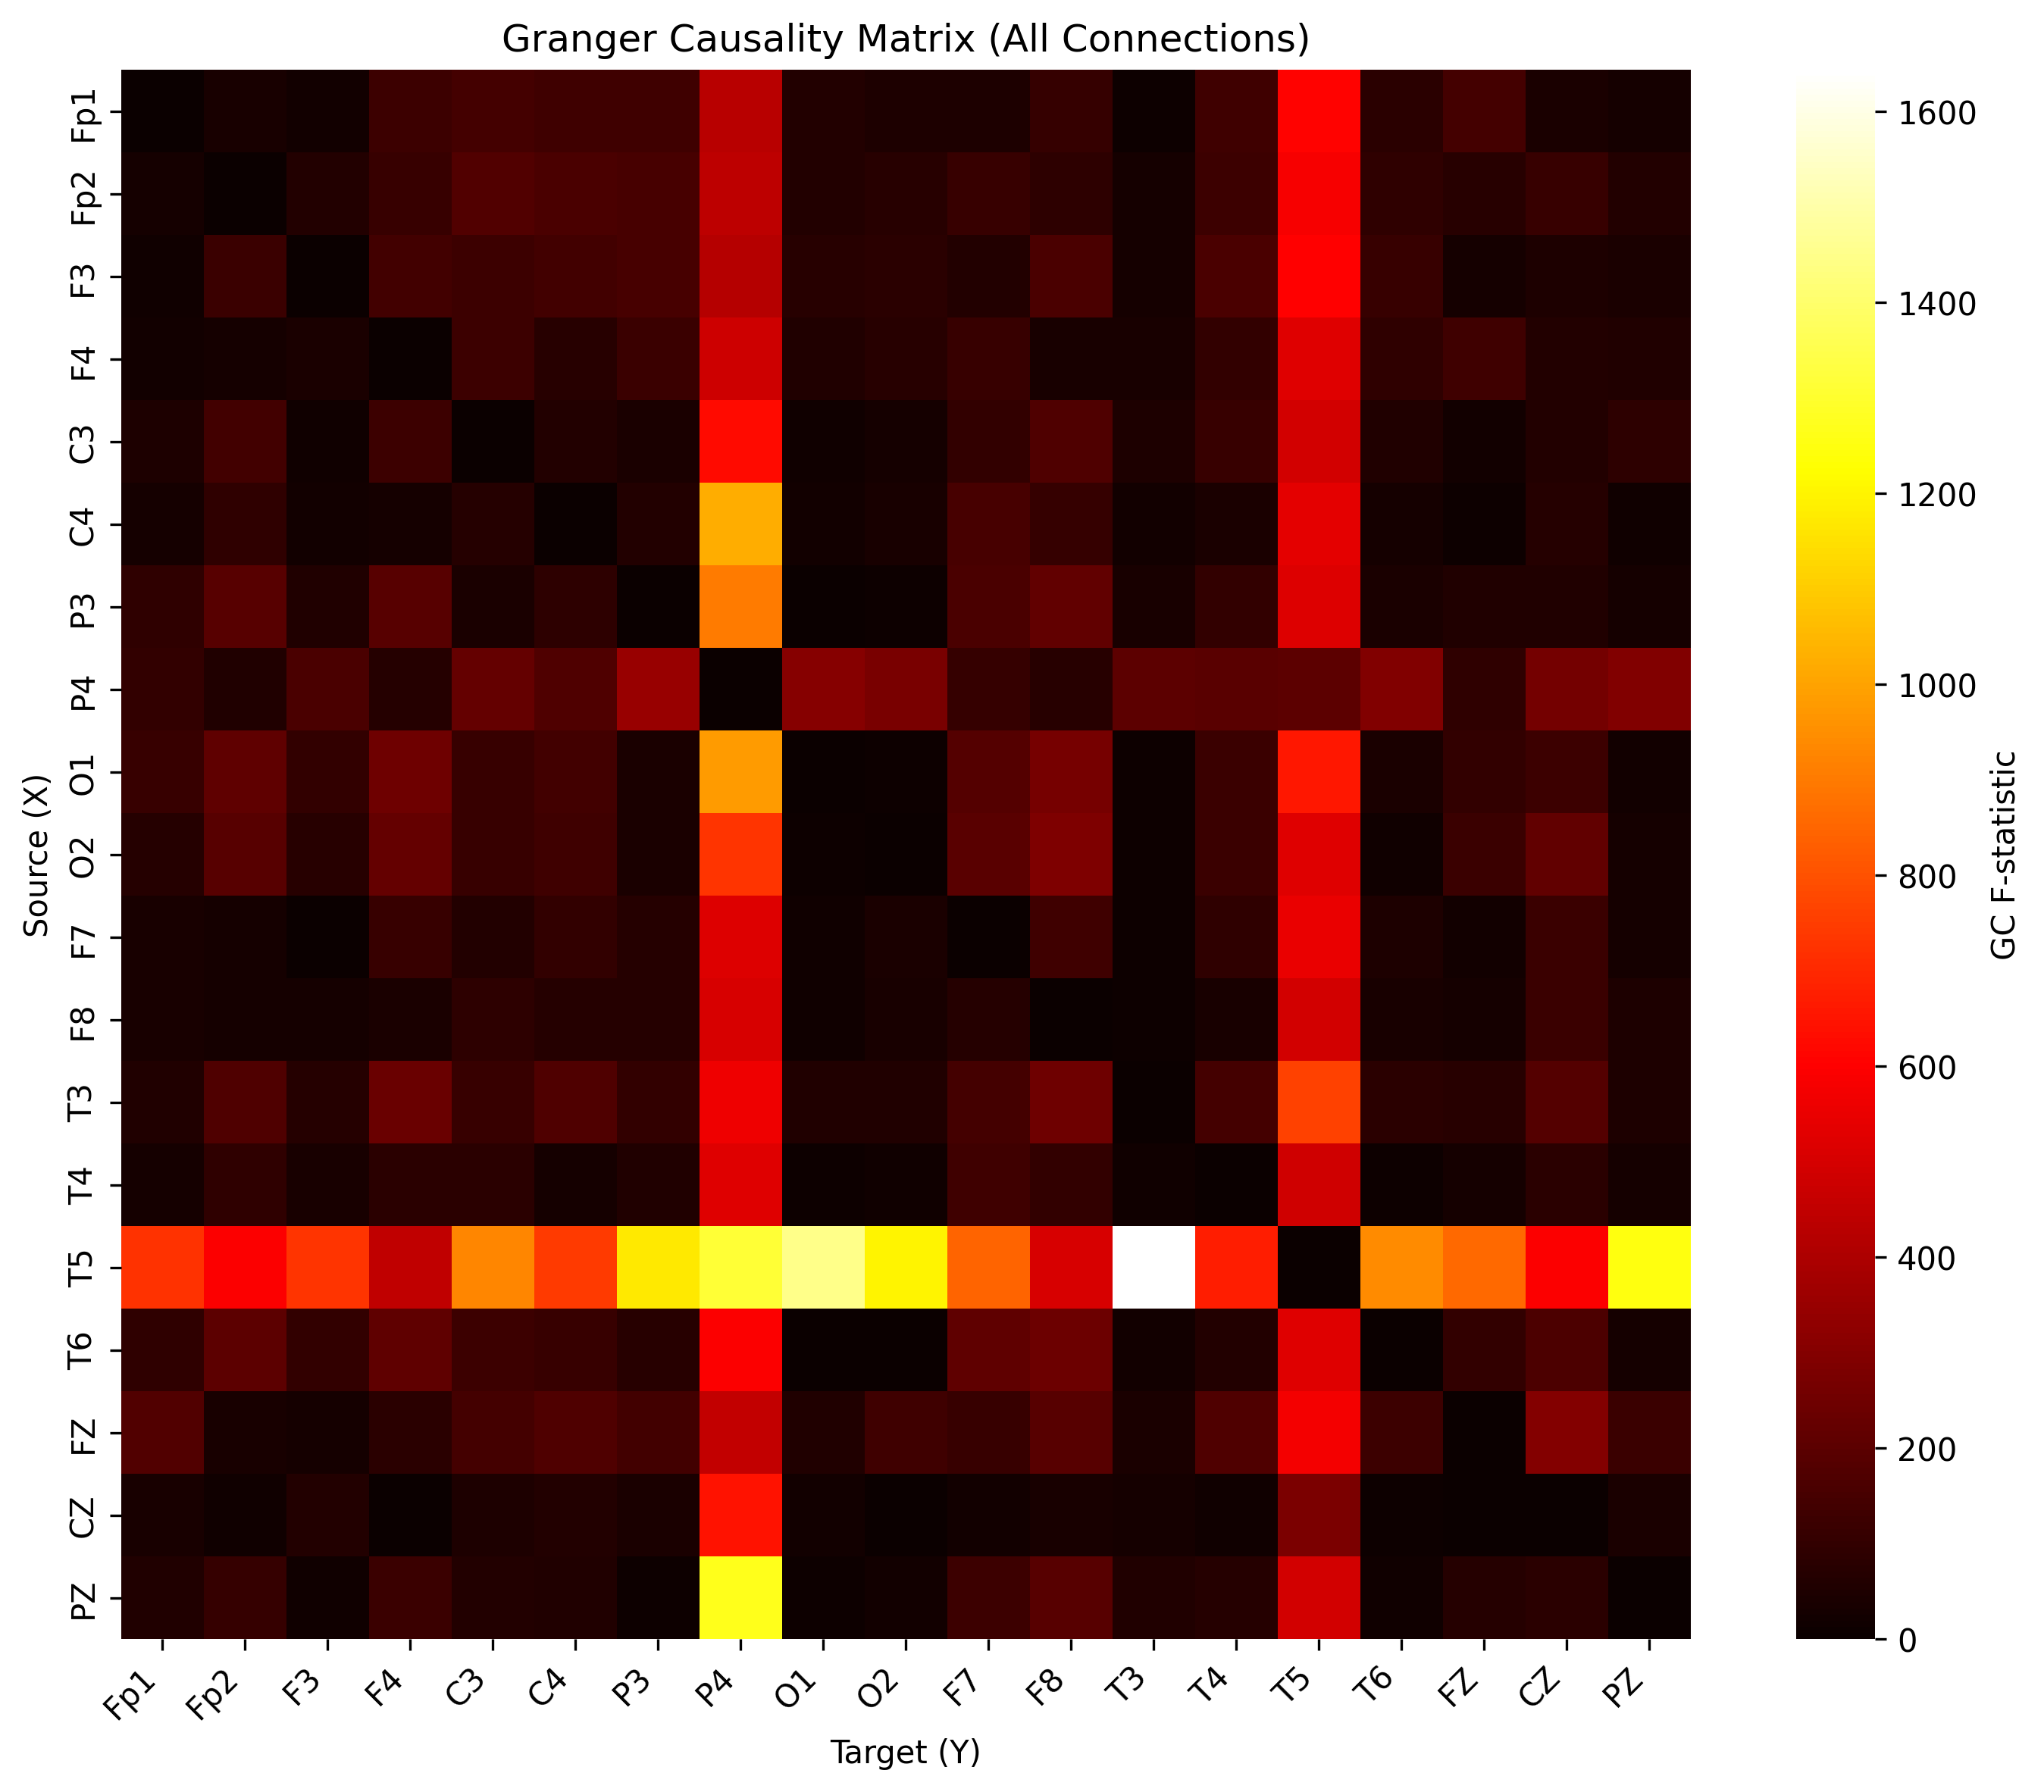 Granger Causality Matrix (All Connections)
Source (X)
Fp1
Fp2
F3
F4
C3
C4
P3
P4
O1
O2
F7
F8
T3
T4
T5
T6
FZ
CZ
PZ
Fp1 Fp2 F3 F4 C3 C4 P3 P4 O1 O2 F7 F8 T3 T4 T5 T6 FZ CZ PZ
Target (Y)
1600
1400
1200
1000
800
600
400
200
0
GC F-statistic